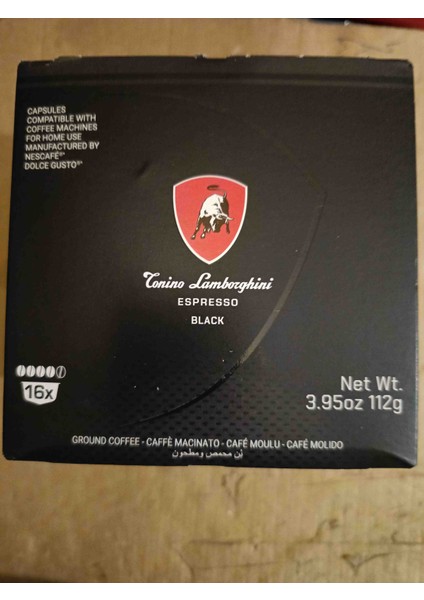 CAPSULES
COMPATIBLE WITH
COFFEE MACHINES
FOR HOME USE
MANUFACTURED BY
NESCAFÉ®*
DOLCE GUSTO®*
Tonino Lamborghini
ESPRESSO
BLACK
16x
Net Wt.
3.95oz 112g
GROUND COFFEE - CAFFÈ MACINATO - CAFÉ MOULU - CAFÉ MOLIDO
بُن محمص ومطحون